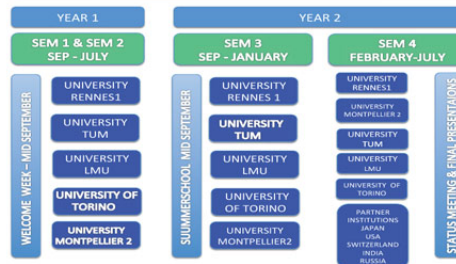 YEAR 1
YEAR 2
SEM 1 & SEM 2
SEP - JULY
SEM 3
SEP - JANUARY
SEM 4
FEBRUARY-JULY
WELCOME WEEK – MID SEPTEMBER
UNIVERSITY
RENNES1
UNIVERSITY
TUM
UNIVERSITY
LMU
UNIVERSITY OF
TORINO
UNIVERSITY
MONTPELLIER 2
SUUMMERSCHOOL MID SEPTEMBER
UNIVERSITY
RENNES 1
UNIVERSITY
TUM
UNIVERSITY
LMU
UNIVERSITY
OF TORINO
UNIVERSITY
MONTPELLIER2
UNIVERSITY
RENNES1
UNIVERSITY
MONTPELLIER 2
UNIVERSITY
TUM
UNIVERSITY
LMU
UNIVERSITY OF
TORINO
PARTNER
INSTITUTIONS
JAPAN
USA
SWITZERLAND
INDIA
RUSSIA
STATUS MEETING & FINAL PRESENTAIONS